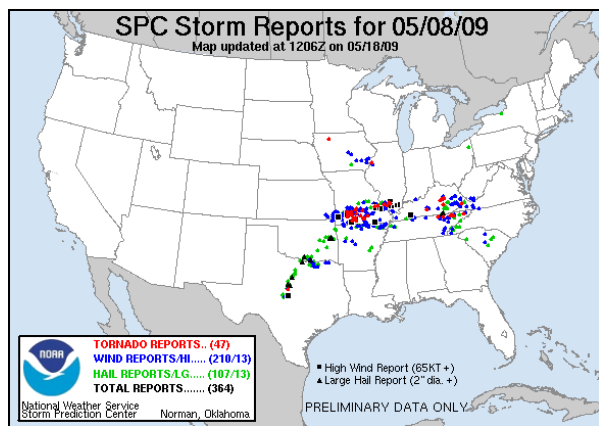 SPC Storm Reports for 05/08/09
Map updated at 1206Z on 05/18/09
TORNADO REPORTS.. (47)
WIND REPORTS/HI..... (210/13)
HAIL REPORTS/LG..... (107/13)
TOTAL REPORTS....... (364)
NOAA
National Weather Service
Storm Prediction Center Norman, Oklahoma
High Wind Report (65KT +)
Large Hail Report (2" dia. +)
PRELIMINARY DATA ONLY